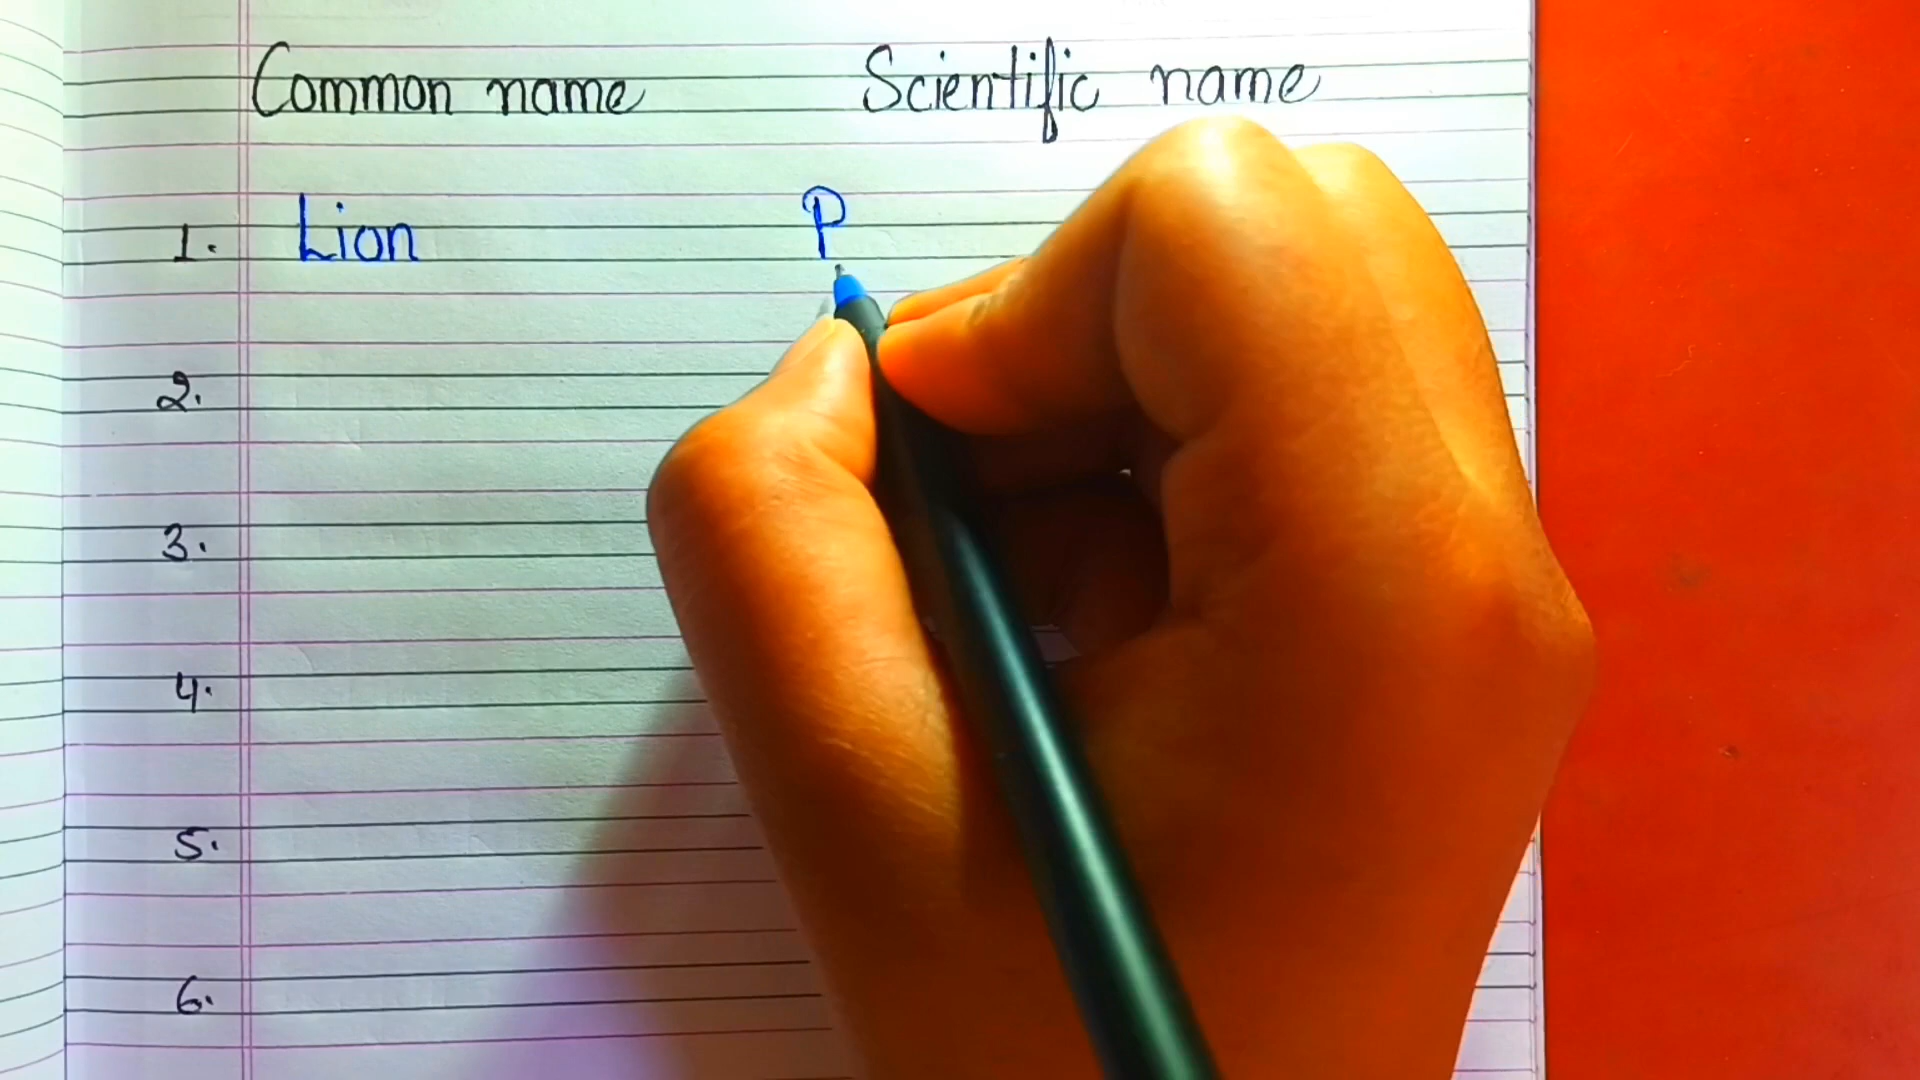 Common name Scientific name
1. Lion P
2.
3.
4.
5.
6.